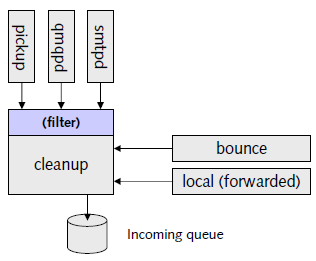 pickup
qmqpd
smtpd
(filter)
cleanup
bounce
local (forwarded)
Incoming queue